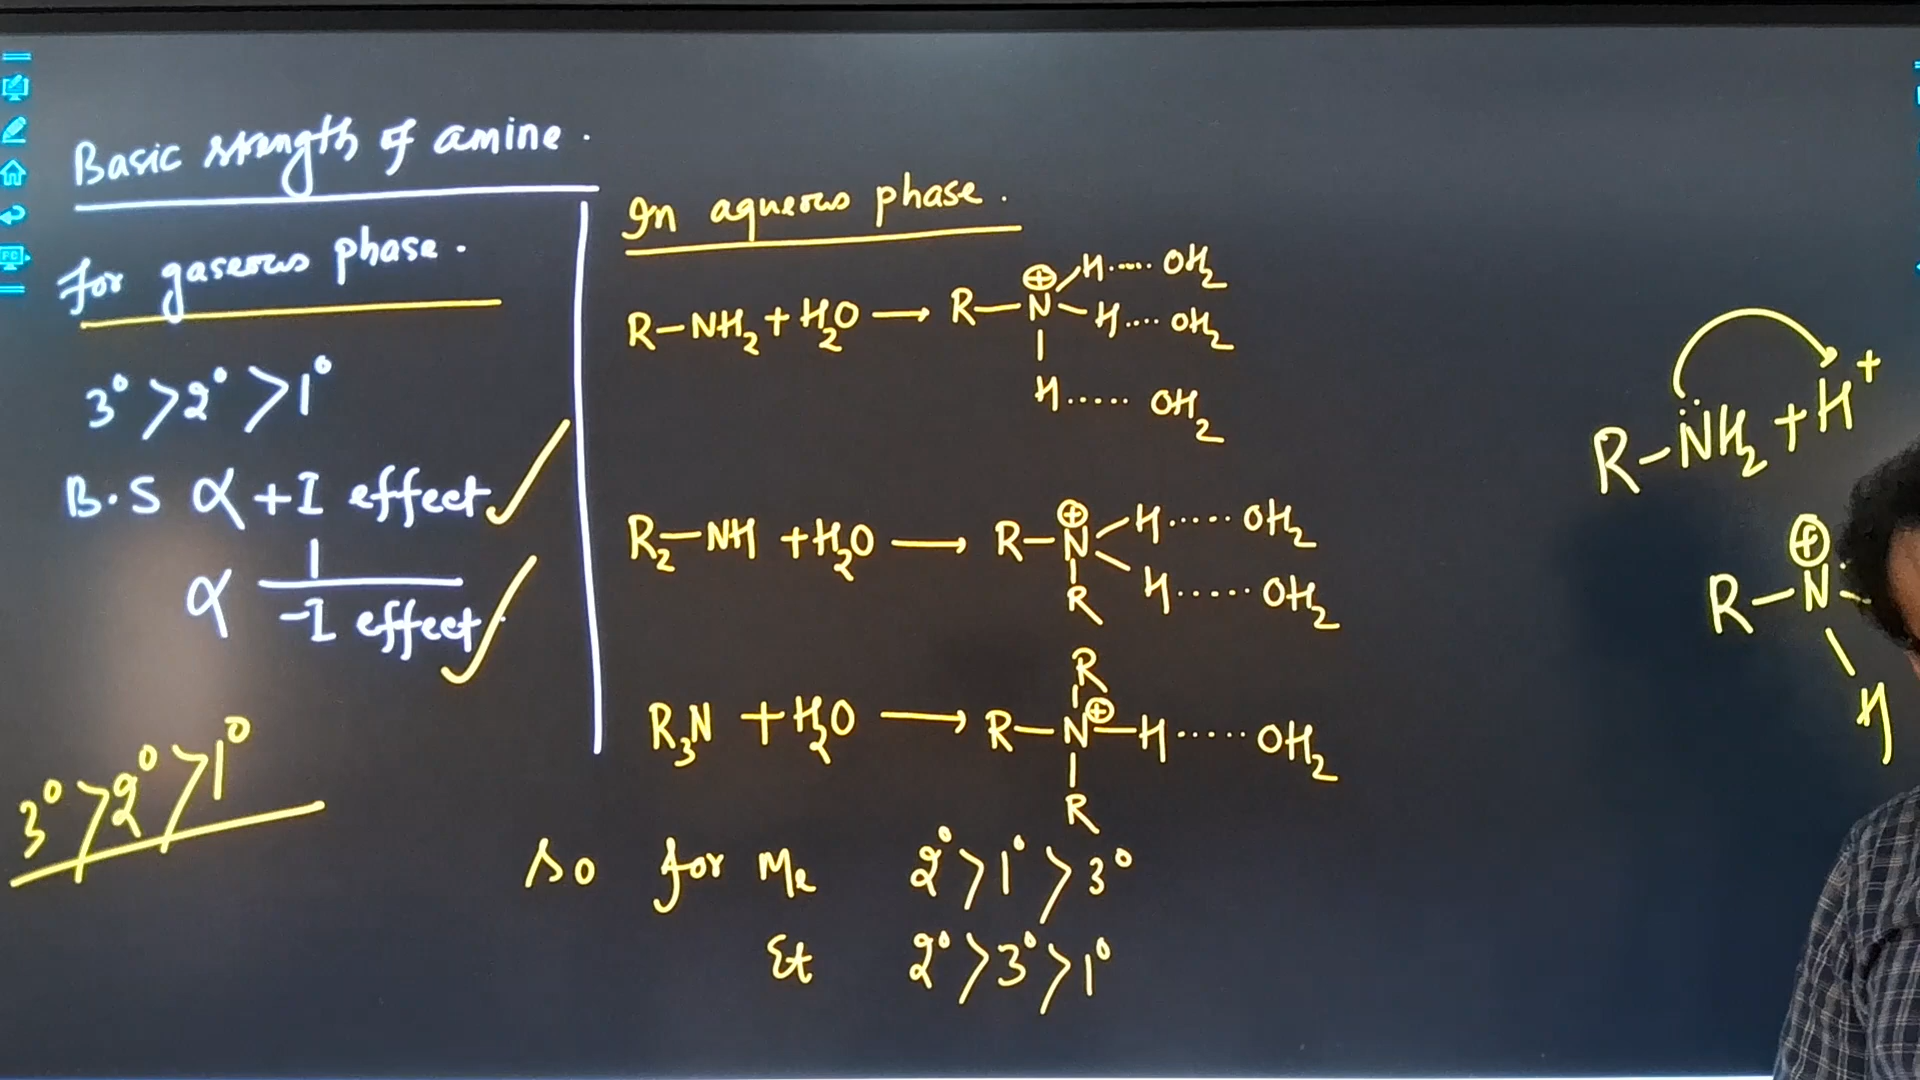 Basic strength of amine.
for gaseous phase.
3° > 2° > 1°
B.S α +I effect
α 1
-I effect
3° > 2° > 1°
In aqueous phase.
⊕ H..... OH2
R-NH2 + H2O → R-N-H.... OH2
H..... OH2
⊕ H..... OH2
R2-NH + H2O → R-N
H..... OH2
R
R
R3N + H2O → R-N⊕-H..... OH2
R
so for Me 2° > 1° > 3°
Et 2° > 3° > 1°
R-N̈H2 + H+
⊕
R-N-
H